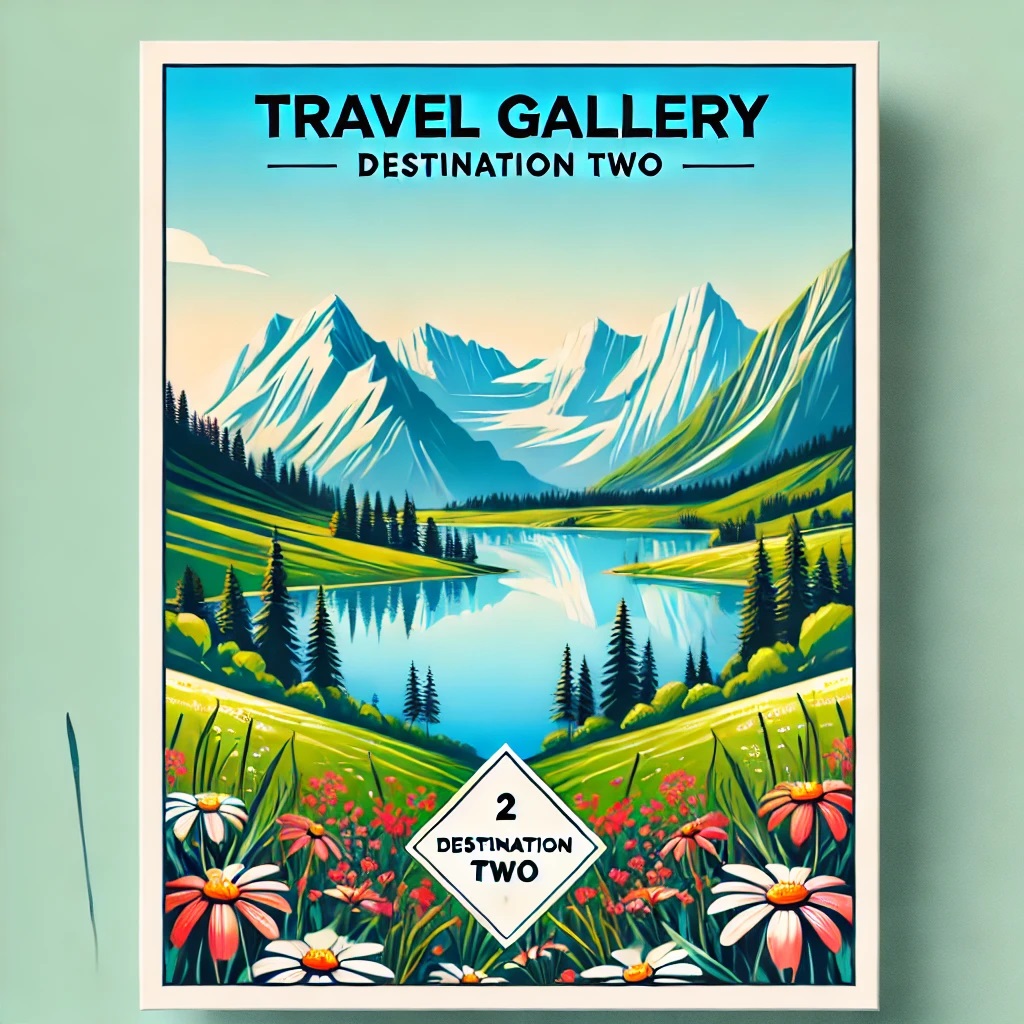 TRAVEL GALLERY
DESTINATION TWO
2
DESTINATION
TWO